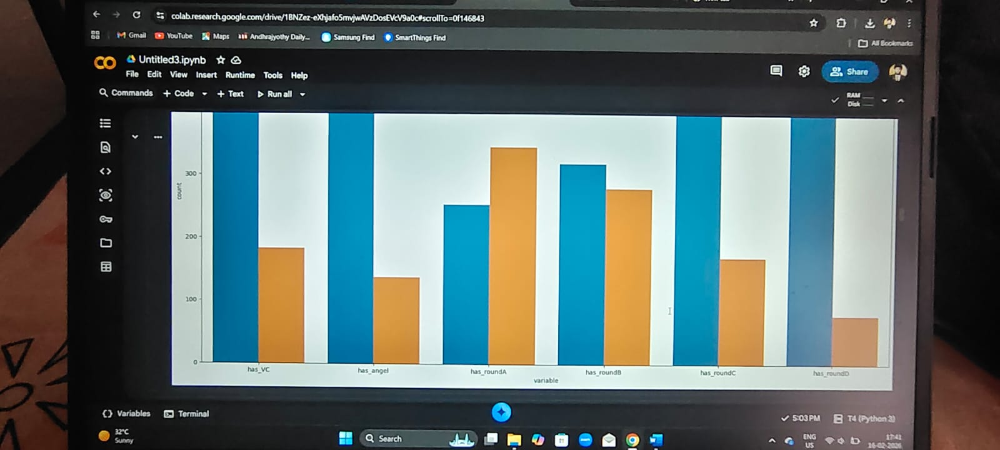 colab.research.google.com/drive/1BNZez-eXhjafo5mvjwAVzDosEVcV9a0c#scrollTo=0f146843
Gmail YouTube Maps Andhrajyothy Daily... Samsung Find SmartThings Find
All Bookmarks
CO Untitled3.ipynb
File Edit View Insert Runtime Tools Help
Share
Commands + Code + Text Run all
RAM
Disk
300
count
200
100
0
has_VC has_angel has_roundA has_roundB has_roundC has_roundD
variable
Variables Terminal
5:03 PM T4 (Python 3)
32°C
Sunny
Search
ENG
US
17:41
16-02-2026